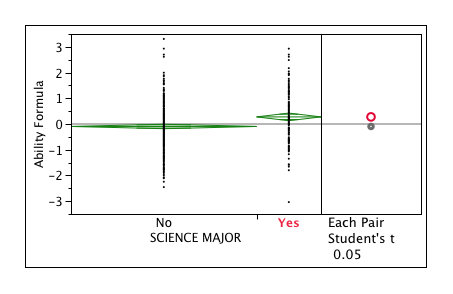 Ability Formula
3
2
1
0
-1
-2
-3
No
Yes
SCIENCE MAJOR
Each Pair
Student's t
0.05